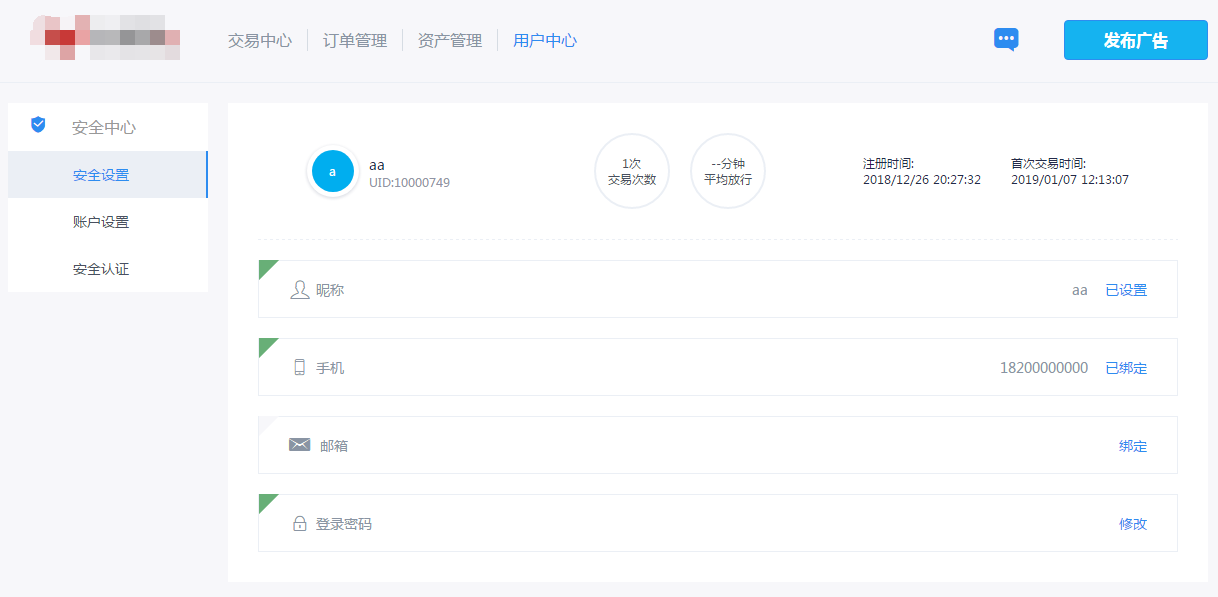 交易中心 订单管理 资产管理 用户中心
发布广告
安全中心
安全设置
账户设置
安全认证
a
aa
UID:10000749
1次
交易次数
--分钟
平均放行
注册时间:
2018/12/26 20:27:32
首次交易时间:
2019/01/07 12:13:07
昵称 aa 已设置
手机 18200000000 已绑定
邮箱 绑定
登录密码 修改